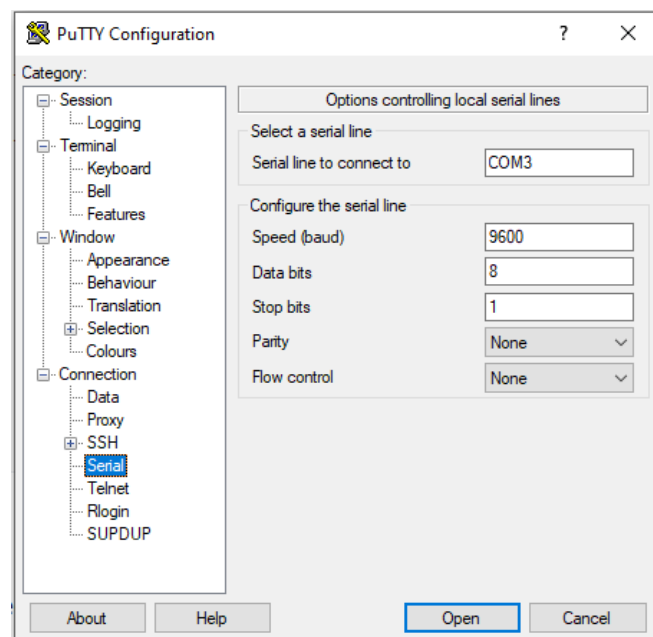 PuTTY Configuration
?
Category:
Session
Logging
Terminal
Keyboard
Bell
Features
Window
Appearance
Behaviour
Translation
Selection
Colours
Connection
Data
Proxy
SSH
Serial
Telnet
Rlogin
SUPDUP
Options controlling local serial lines
Select a serial line
Serial line to connect to COM3
Configure the serial line
Speed (baud) 9600
Data bits 8
Stop bits 1
Parity None
Flow control None
About Help Open Cancel